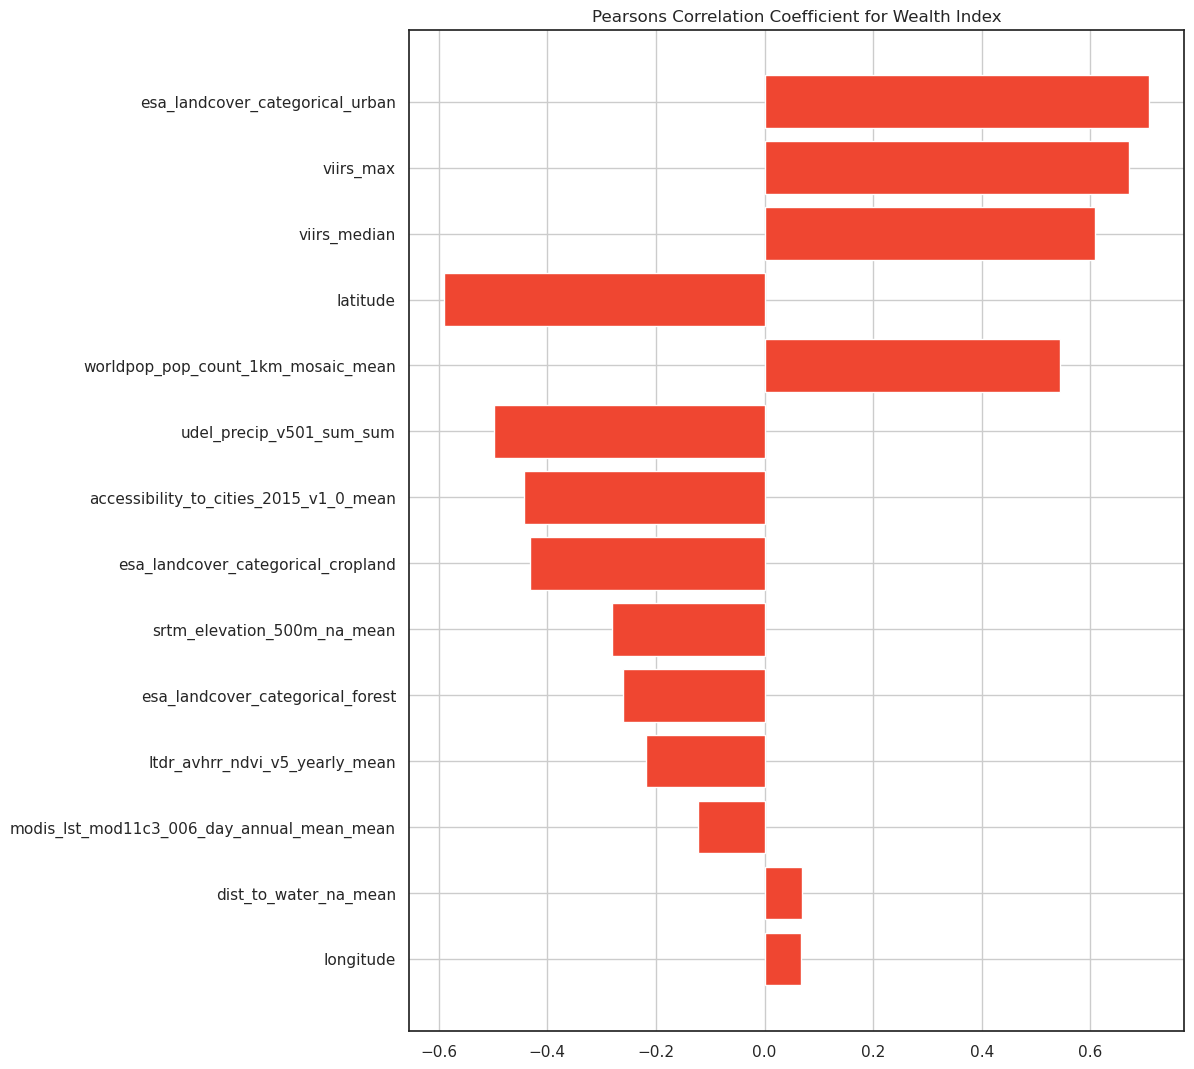 Pearsons Correlation Coefficient for Wealth Index
esa_landcover_categorical_urban
viirs_max
viirs_median
latitude
worldpop_pop_count_1km_mosaic_mean
udel_precip_v501_sum_sum
accessibility_to_cities_2015_v1_0_mean
esa_landcover_categorical_cropland
srtm_elevation_500m_na_mean
esa_landcover_categorical_forest
ltdr_avhrr_ndvi_v5_yearly_mean
modis_lst_mod11c3_006_day_annual_mean_mean
dist_to_water_na_mean
longitude
−0.6 −0.4 −0.2 0.0 0.2 0.4 0.6